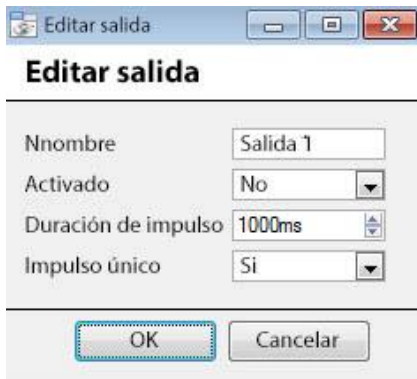 Editar salida
Editar salida
Nnombre Salida 1
Activado No
Duración de impulso 1000ms
Impulso único Si
OK Cancelar